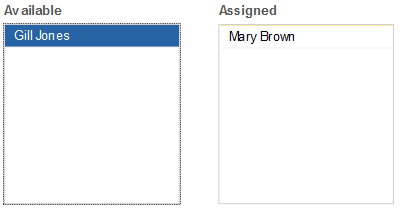 Available
Assigned
Gill Jones
Mary Brown